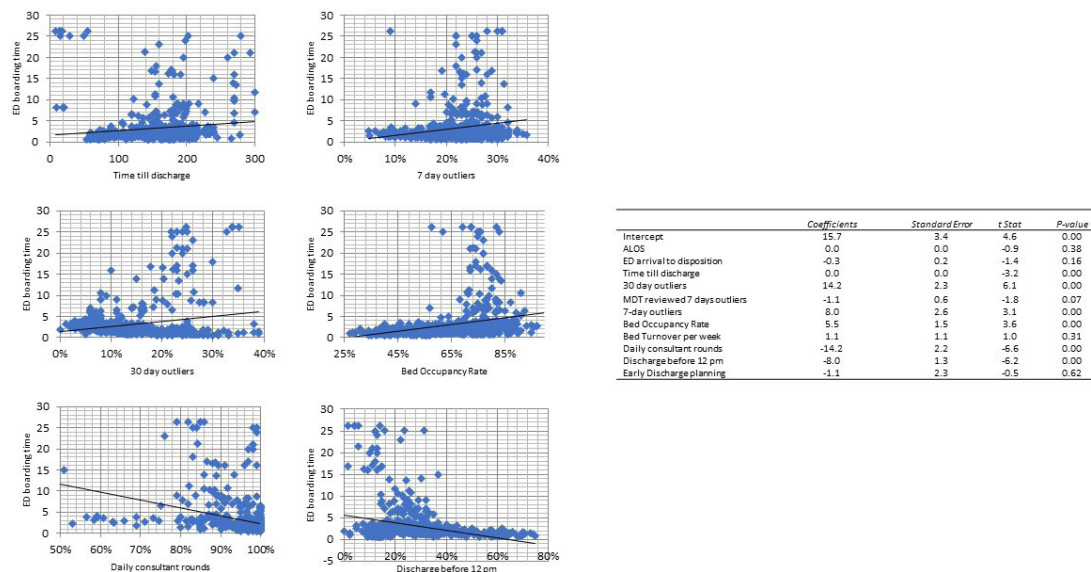 30
25
20
15
10
5
0
ED boarding time
0 100 200 300
Time till discharge
30
25
20
15
10
5
0
ED boarding time
0% 10% 20% 30% 40%
7 day outliers
30
25
20
15
10
5
0
ED boarding time
0% 10% 20% 30% 40%
30 day outliers
30
25
20
15
10
5
0
ED boarding time
25% 45% 65% 85%
Bed Occupancy Rate
30
25
20
15
10
5
0
ED boarding time
50% 60% 70% 80% 90% 100%
Daily consultant rounds
30
25
20
15
10
5
0
-5
ED boarding time
0% 20% 40% 60% 80%
Discharge before 12 pm
Coefficients Standard Error t Stat P-value
Intercept 15.7 3.4 4.6 0.00
ALOS 0.0 0.0 -0.9 0.38
ED arrival to disposition -0.3 0.2 -1.4 0.16
Time till discharge 0.0 0.0 -3.2 0.00
30 day outliers 14.2 2.3 6.1 0.00
MDT reviewed 7 days outliers -1.1 0.6 -1.8 0.07
7-day outliers 8.0 2.6 3.1 0.00
Bed Occupancy Rate 5.5 1.5 3.6 0.00
Bed Turnover per week 1.1 1.1 1.0 0.31
Daily consultant rounds -14.2 2.2 -6.6 0.00
Discharge before 12 pm -8.0 1.3 -6.2 0.00
Early Discharge planning -1.1 2.3 -0.5 0.62